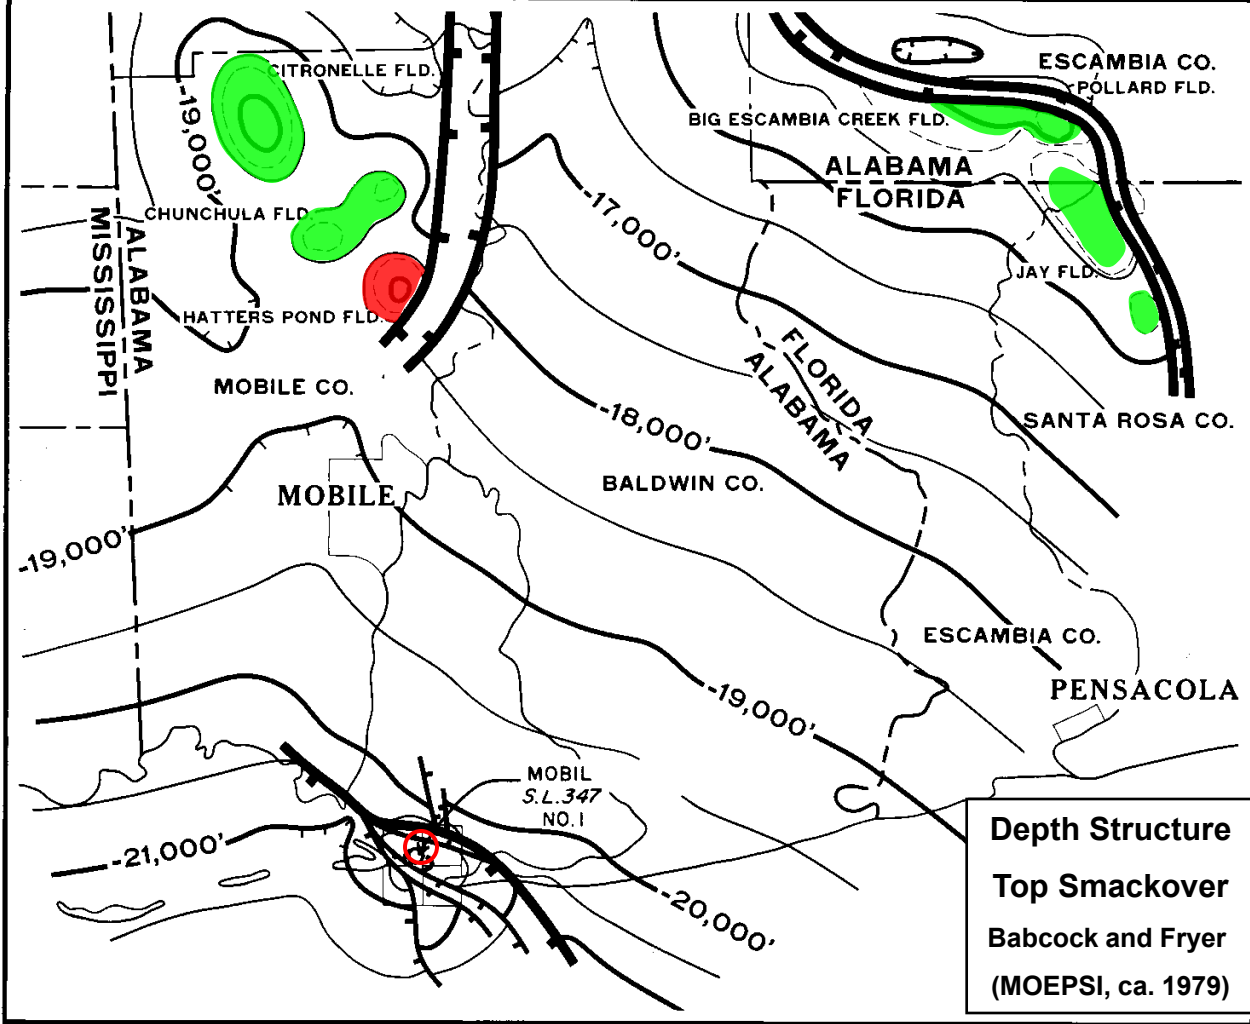 CITRONELLE FLD.
ESCAMBIA CO.
POLLARD FLD.
-19,000'
BIG ESCAMBIA CREEK FLD.
ALABAMA
FLORIDA
CHUNCHULA FLD.
-17,000'
MISSISSIPPI
ALABAMA
JAY FLD.
HATTERS POND FLD.
MOBILE CO.
FLORIDA
ALABAMA
-18,000'
SANTA ROSA CO.
BALDWIN CO.
MOBILE
-19,000'
ESCAMBIA CO.
PENSACOLA
-19,000'
MOBIL
S.L.347
NO.1
-21,000'
-20,000'
Depth Structure
Top Smackover
Babcock and Fryer
(MOEPSI, ca. 1979)